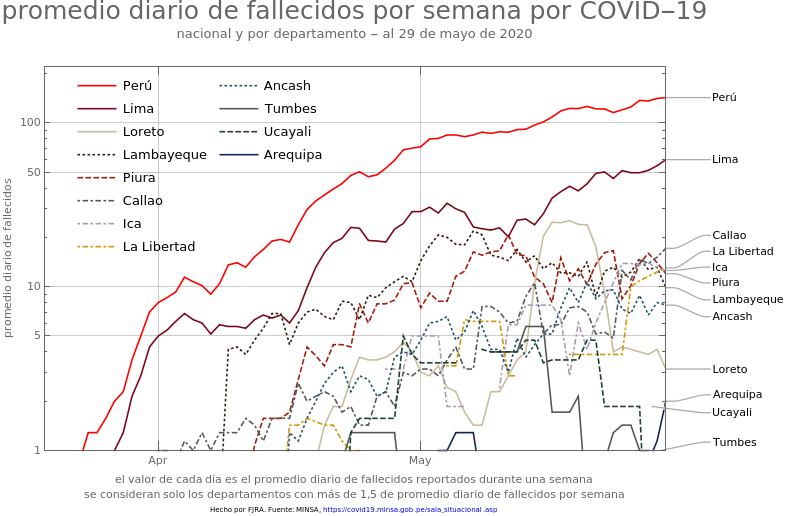 promedio diario de fallecidos por semana por COVID−19
nacional y por departamento − al 29 de mayo de 2020
promedio diario de fallecidos
100
50
10
5
1
Perú
Lima
Loreto
Lambayeque
Piura
Callao
Ica
La Libertad
Ancash
Tumbes
Ucayali
Arequipa
Perú
Lima
Callao
La Libertad
Ica
Piura
Lambayeque
Ancash
Loreto
Arequipa
Ucayali
Tumbes
Apr
May
el valor de cada día es el promedio diario de fallecidos reportados durante una semana
se consideran solo los departamentos con más de 1,5 de promedio diario de fallecidos por semana
Hecho por FJRA. Fuente: MINSA, https://covid19.minsa.gob.pe/sala_situacional .asp